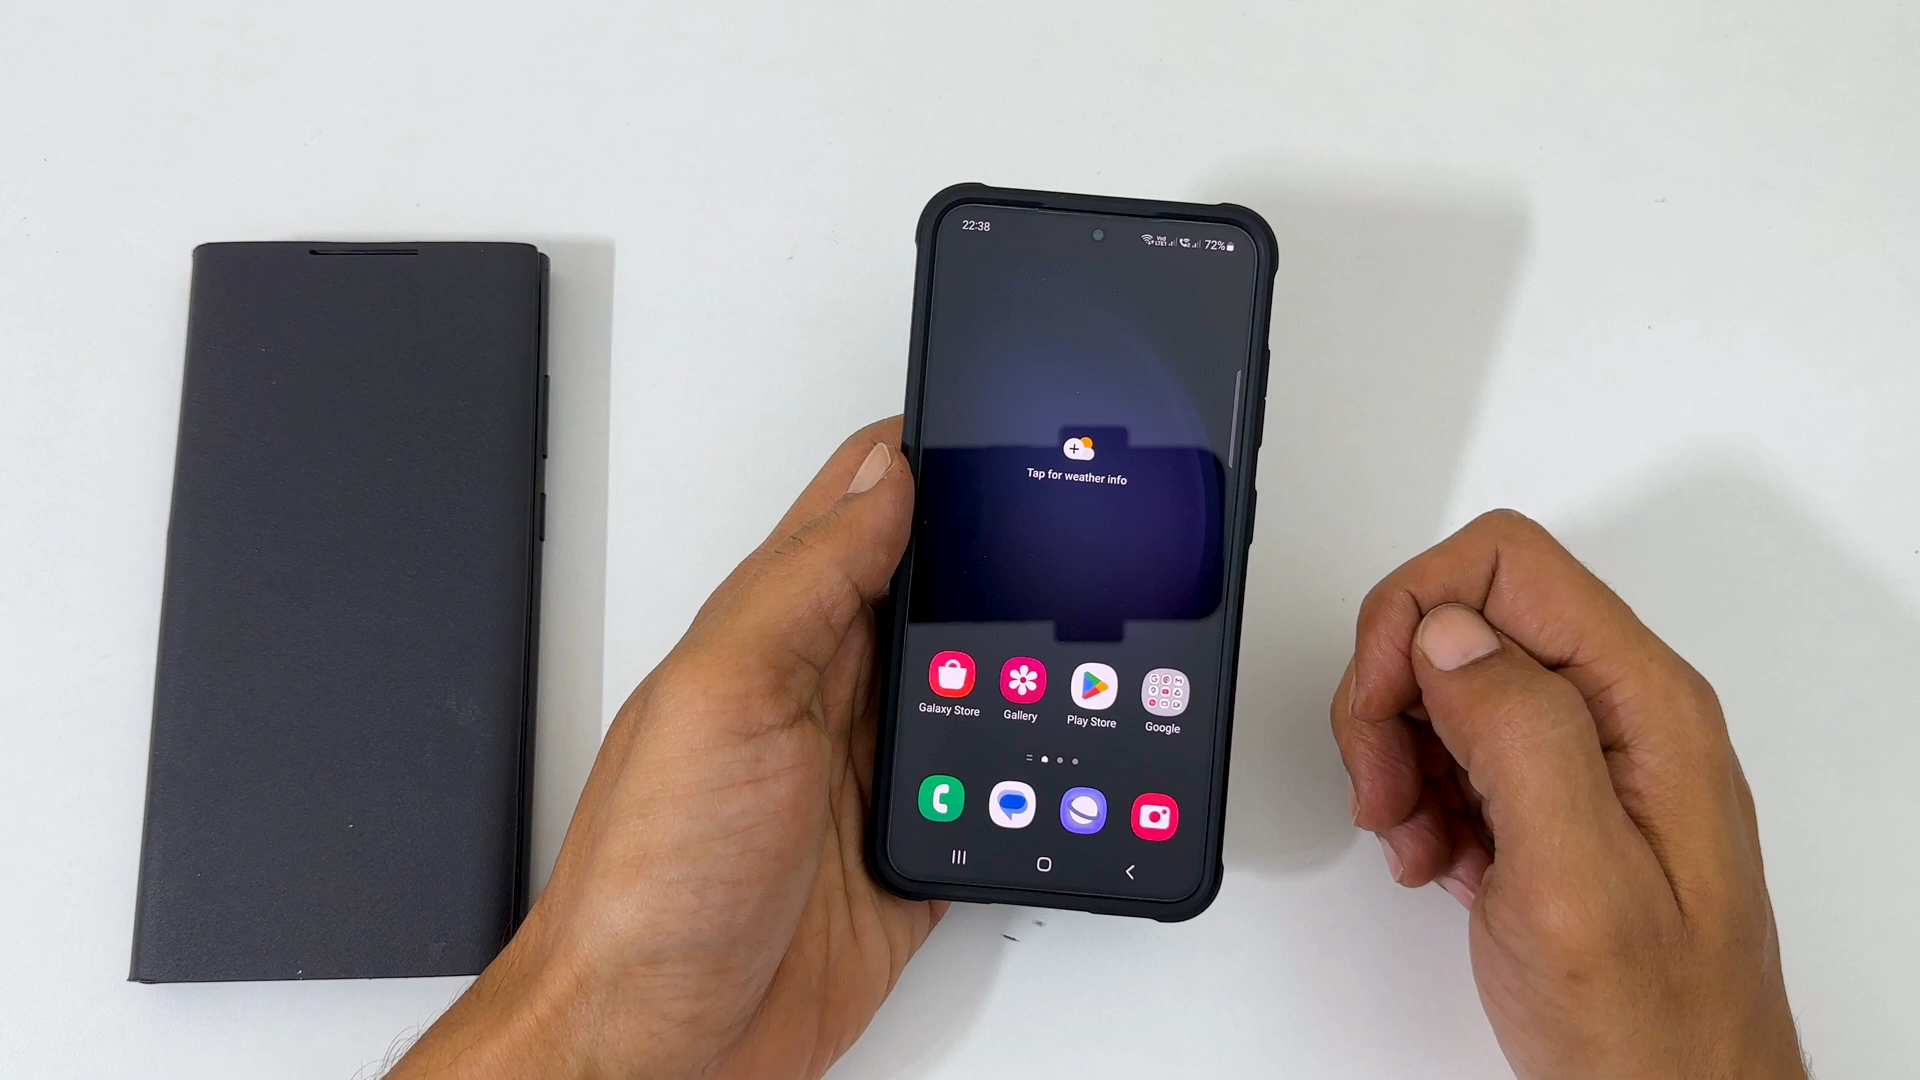 22:38
72%
Tap for weather info
Galaxy Store
Gallery
Play Store
Google